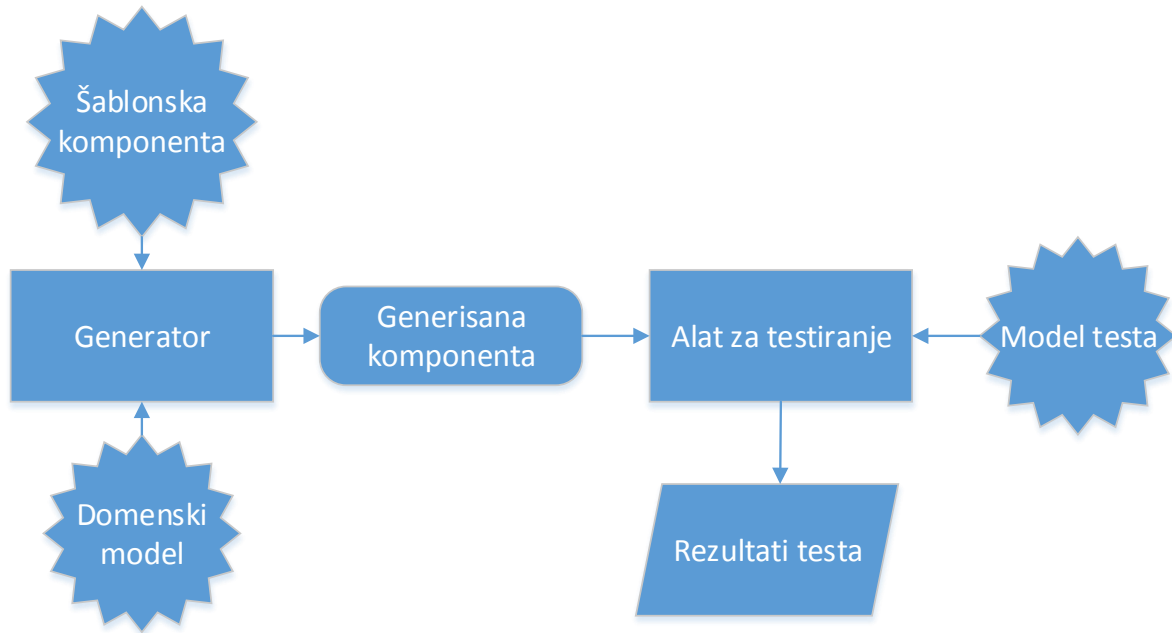 Šablonska
komponenta
Generator
Generisana
komponenta
Alat za testiranje
Model testa
Domenski
model
Rezultati testa